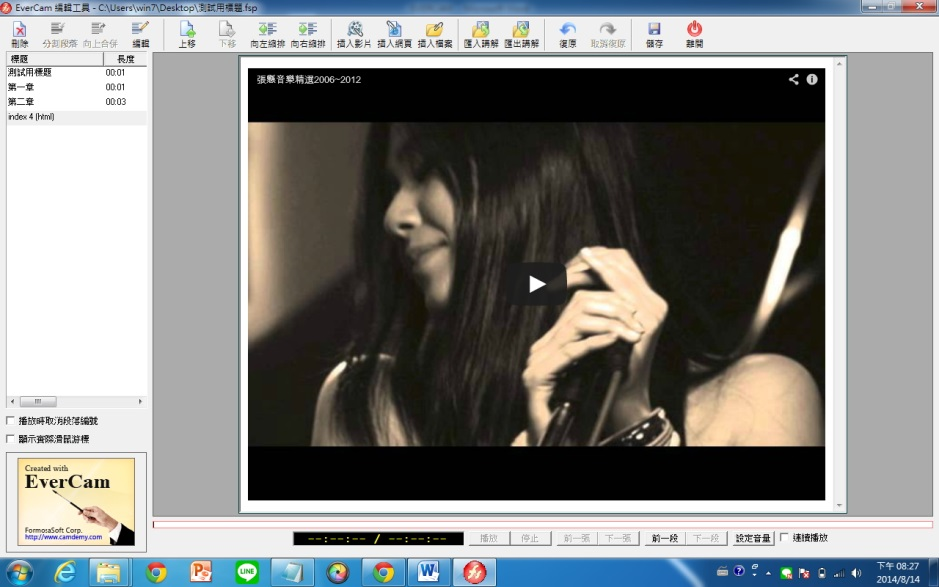 EverCam 編輯工具 - C:\Users\win7\Desktop\測試用標題.fsp
刪除 分割段落 向上合併 編輯 上移 下移 向左縮排 向右縮排 插入影片 插入網頁 插入檔案 匯入講解 匯出講解 復原 取消復原 儲存 離開
標題 長度
測試用標題 00:01
第一章 00:01
第二章 00:03
index 4 (html)
張懸音樂精選2006~2012
播放時取消段落編號
顯示實際滑鼠游標
Created with
EverCam
FormosaSoft Corp.
http://www.camdemy.com
--:--:-- / --:--:-- 播放 停止 前一張 下一張 前一段 下一段 設定音量 連續播放
LINE
下午 08:27
2014/8/14